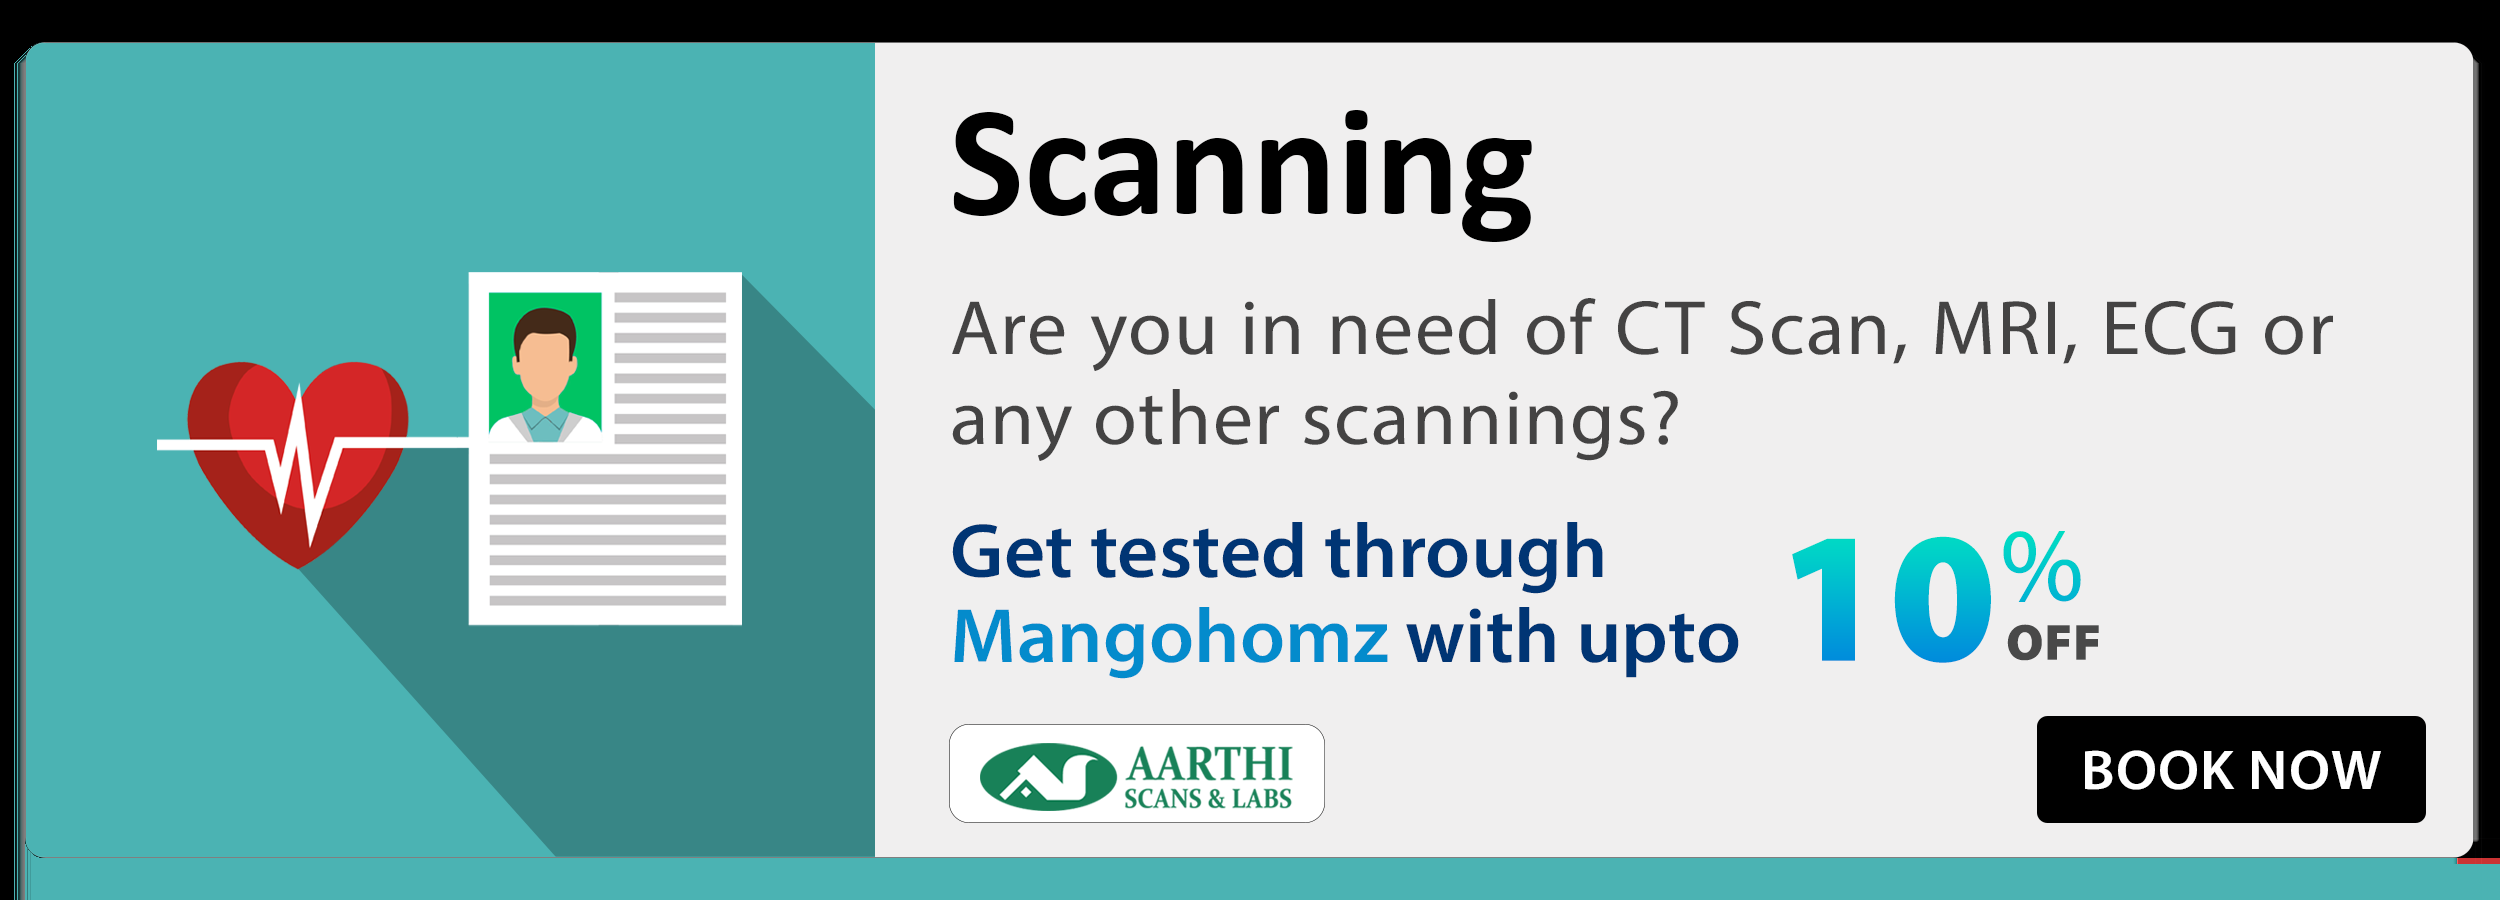 Scanning
Are you in need of CT Scan, MRI, ECG or
any other scannings?
Get tested through
Mangohomz with upto
10% OFF
AARTHI
SCANS & LABS
BOOK NOW